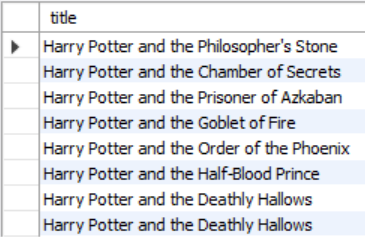 title
Harry Potter and the Philosopher's Stone
Harry Potter and the Chamber of Secrets
Harry Potter and the Prisoner of Azkaban
Harry Potter and the Goblet of Fire
Harry Potter and the Order of the Phoenix
Harry Potter and the Half-Blood Prince
Harry Potter and the Deathly Hallows
Harry Potter and the Deathly Hallows